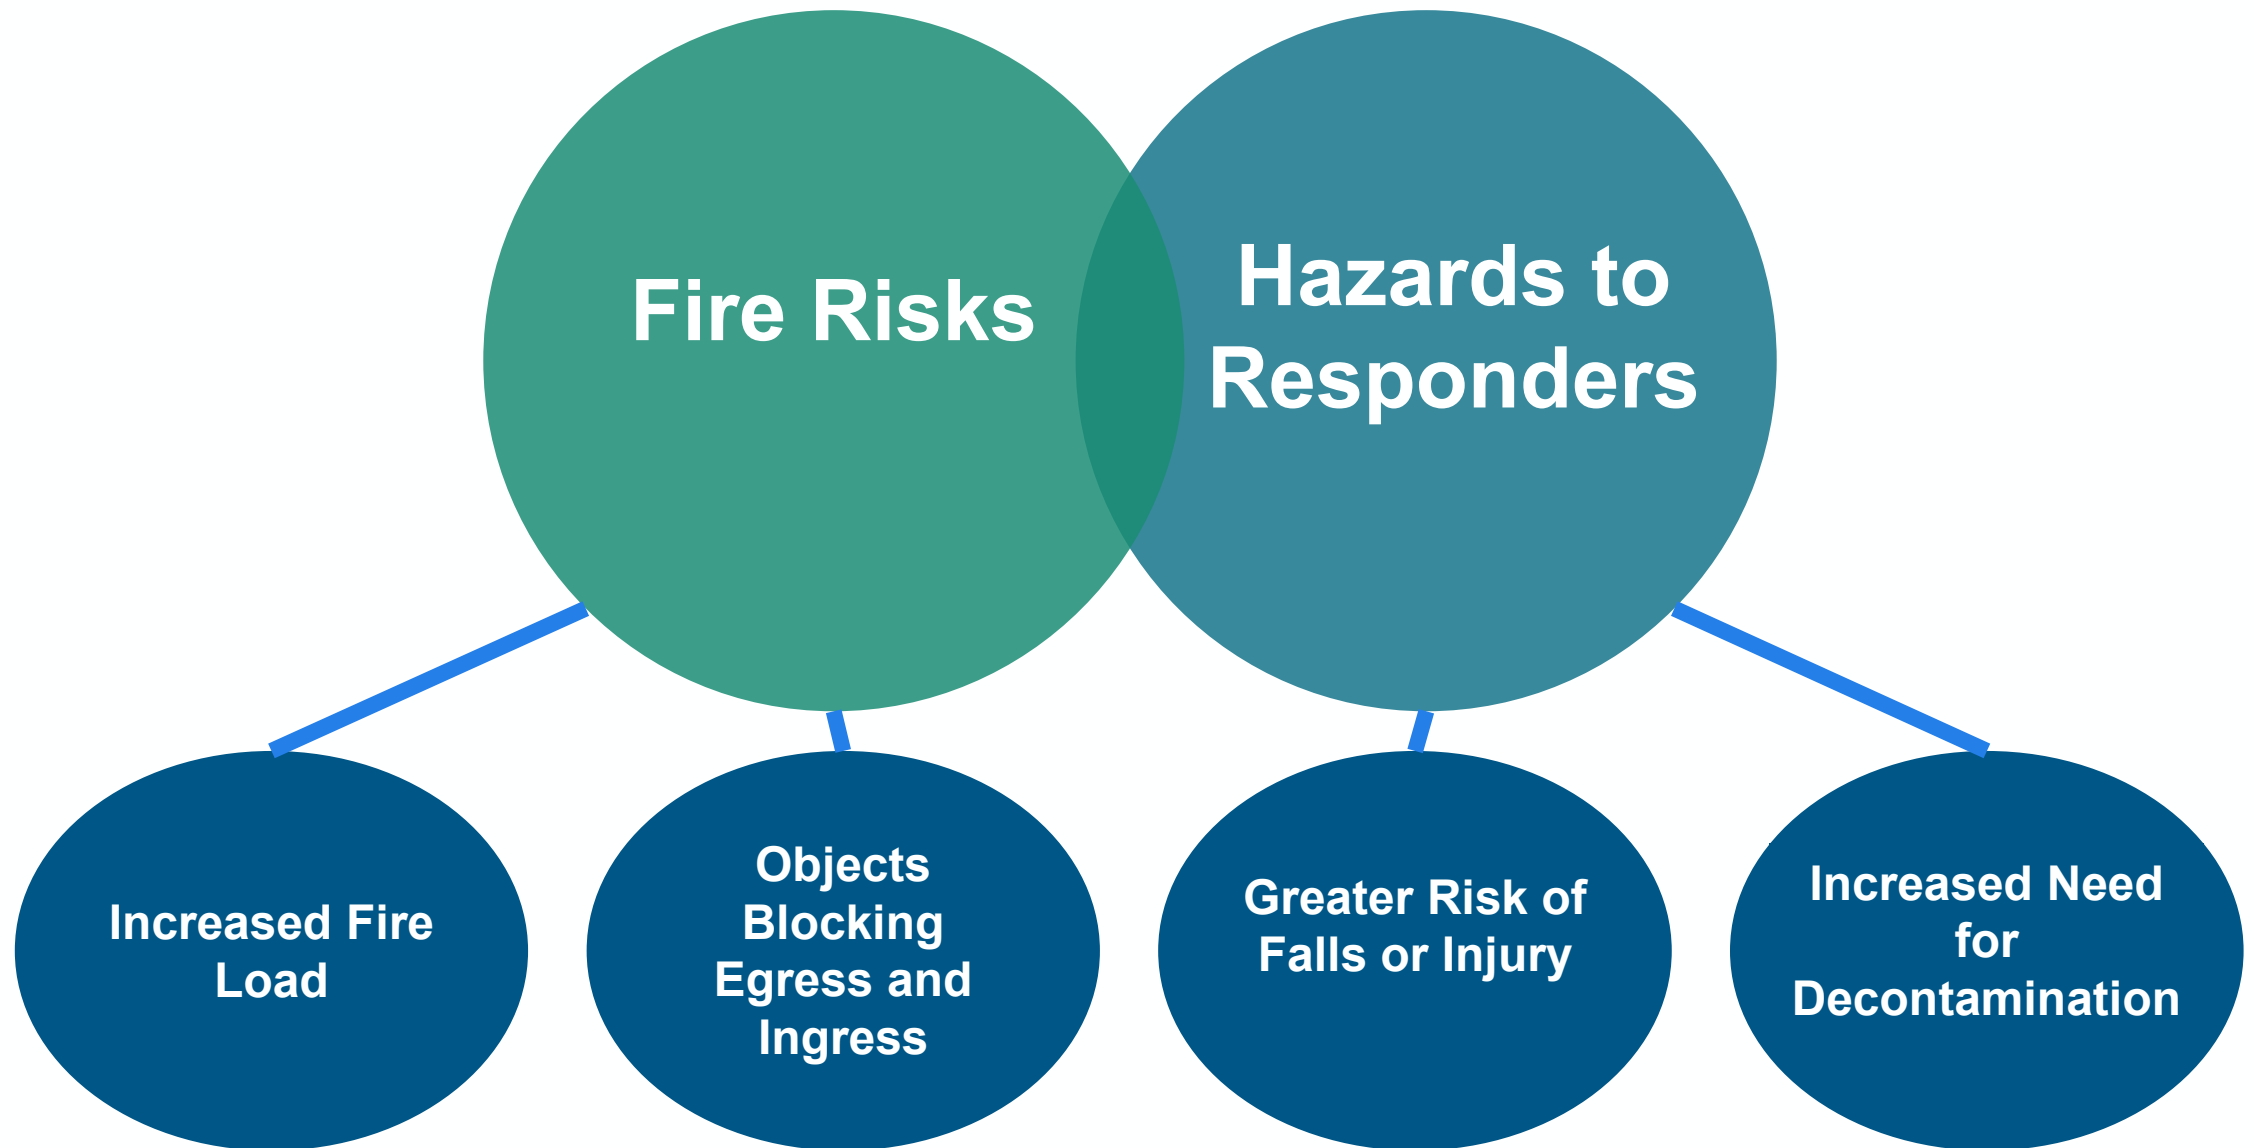 Fire Risks
Hazards to
Responders
Increased Fire
Load
Objects
Blocking
Egress and
Ingress
Greater Risk of
Falls or Injury
Increased Need
for
Decontamination